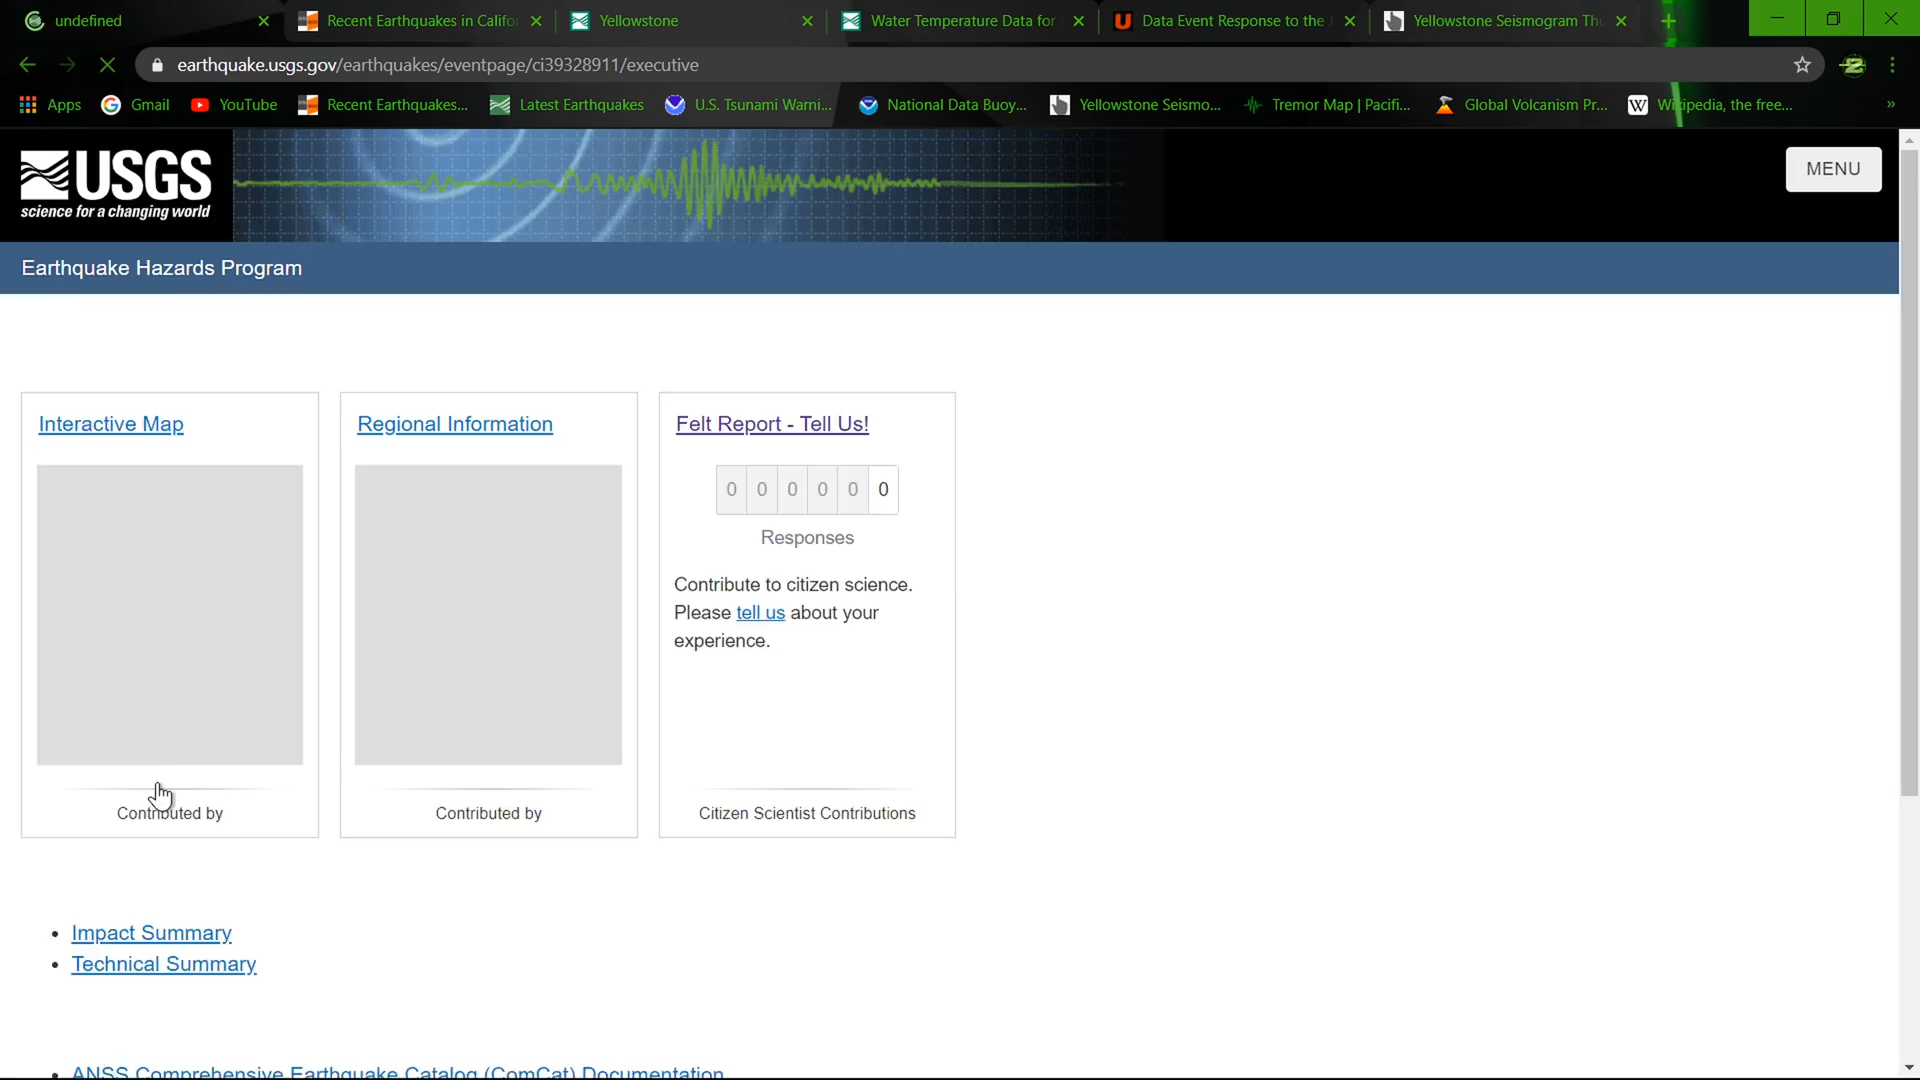 undefined
Recent Earthquakes in Califo
Yellowstone
Water Temperature Data for
Data Event Response to the
Yellowstone Seismogram Th
earthquake.usgs.gov/earthquakes/eventpage/ci39328911/executive
Apps
Gmail
YouTube
Recent Earthquakes...
Latest Earthquakes
U.S. Tsunami Warni...
National Data Buoy...
Yellowstone Seismo...
Tremor Map | Pacifi...
Global Volcanism Pr...
Wikipedia, the free...
»
USGS
science for a changing world
MENU
Earthquake Hazards Program
Interactive Map
Contributed by
Regional Information
Contributed by
Felt Report - Tell Us!
0 0 0 0 0 0
Responses
Contribute to citizen science.
Please tell us about your
experience.
Citizen Scientist Contributions
• Impact Summary
• Technical Summary
• ANSS Comprehensive Earthquake Catalog (ComCat) Documentation